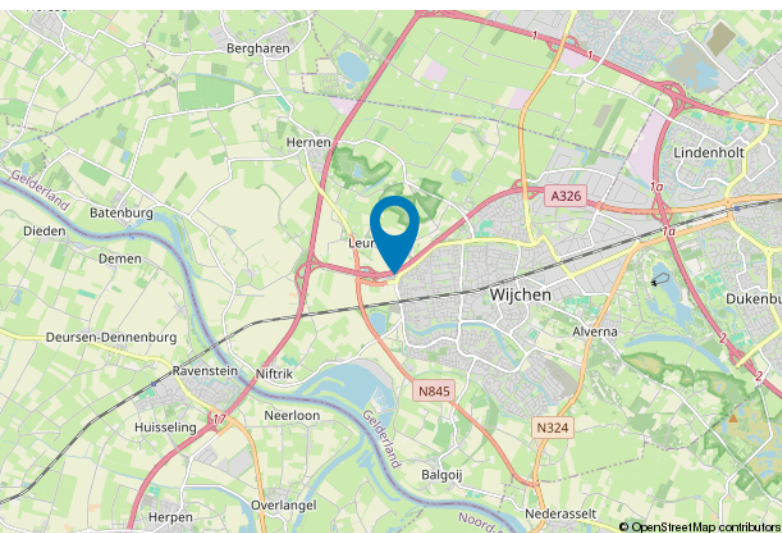 Bergharen
1
1
Hernen
Lindenholt
1a
A326
Gelderland
Batenburg
Dieden
Demen
1a
Wijchen
Dukenbu
Alverna
Deursen-Dennenburg
2
2
Ravenstein
Niftrik
N845
17
Neerloon
Huisseling
Gelderland
N324
Balgoij
Overlangel
Herpen
Noord
Nederasselt
© OpenStreetMap contributors